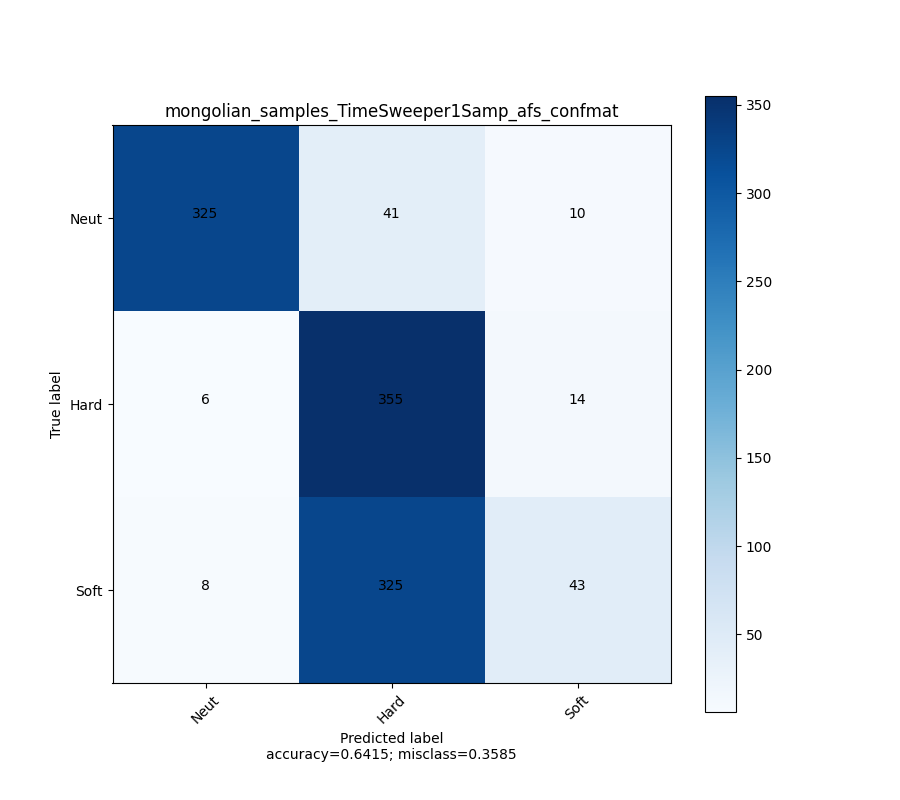 mongolian_samples_TimeSweeper1Samp_afs_confmat
Neut 325 41 10
Hard 6 355 14
Soft 8 325 43
Neut Hard Soft
True label
Predicted label
accuracy=0.6415; misclass=0.3585
350
300
250
200
150
100
50